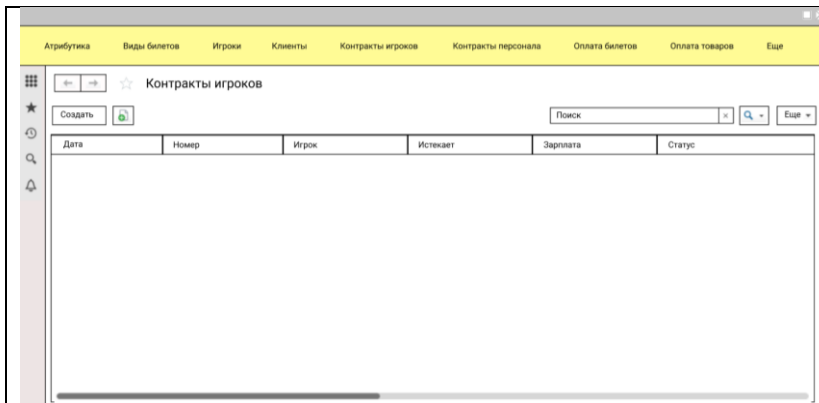 Атрибутика Виды билетов Игроки Клиенты Контракты игроков Контракты персонала Оплата билетов Оплата товаров Еще
Контракты игроков
Создать Поиск Еще
Дата Номер Игрок Истекает Зарплата Статус